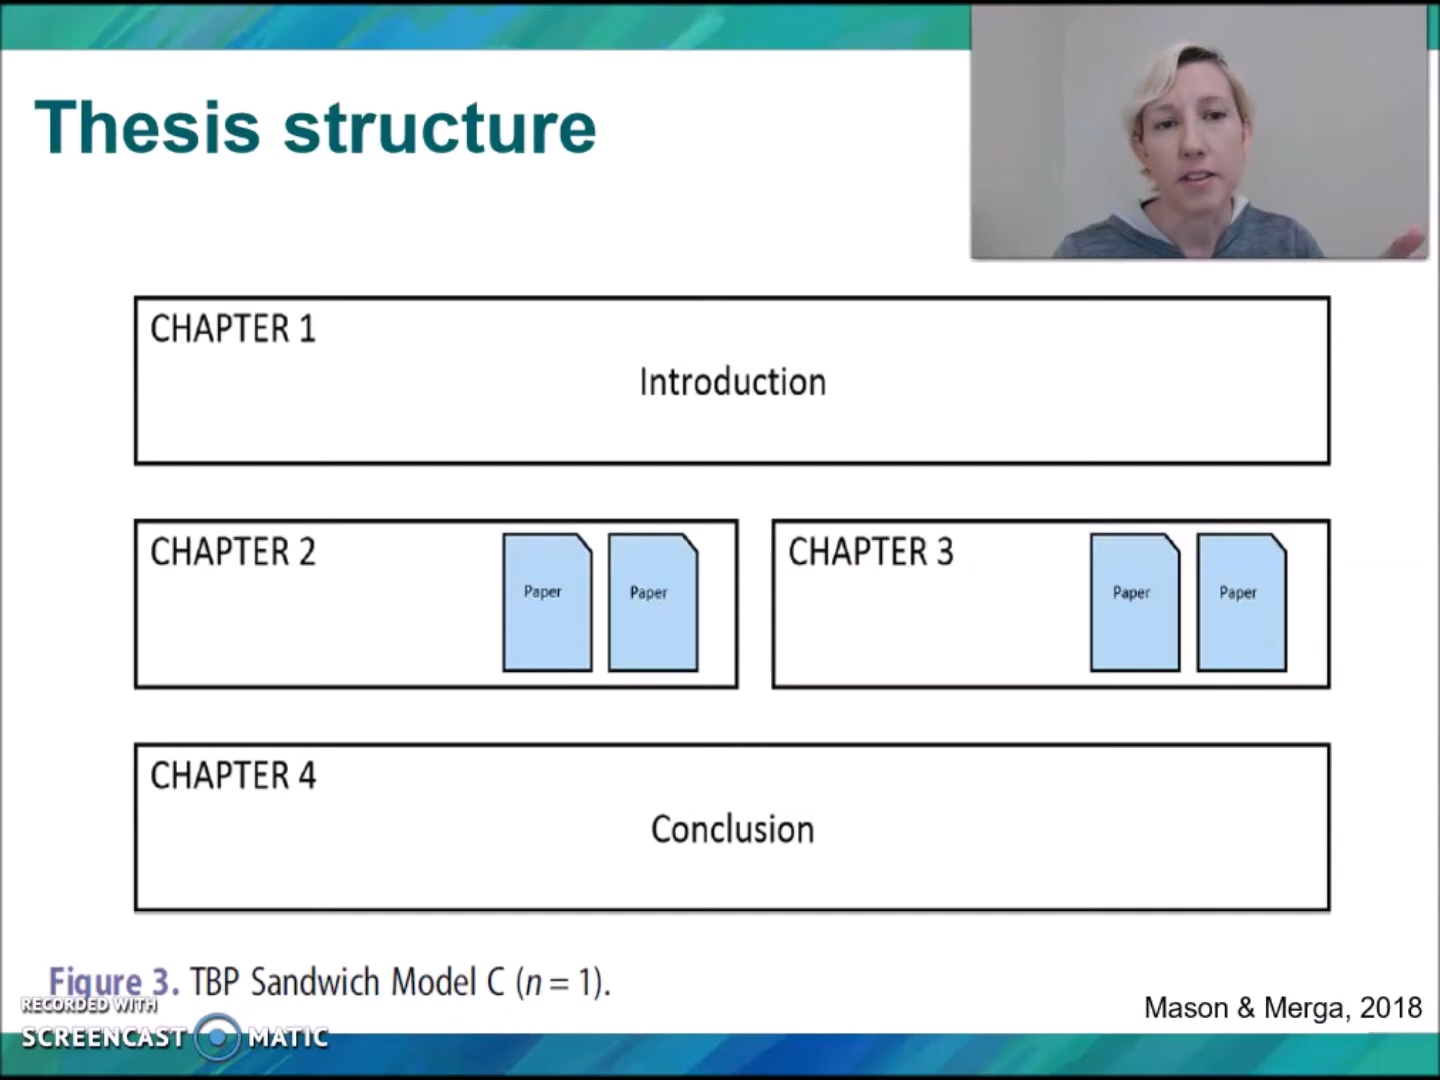 Thesis structure
CHAPTER 1
Introduction
CHAPTER 2
Paper
Paper
CHAPTER 3
Paper
Paper
CHAPTER 4
Conclusion
Figure 3. TBP Sandwich Model C (n = 1).
Mason & Merga, 2018
RECORDED WITH
SCREENCAST MATIC